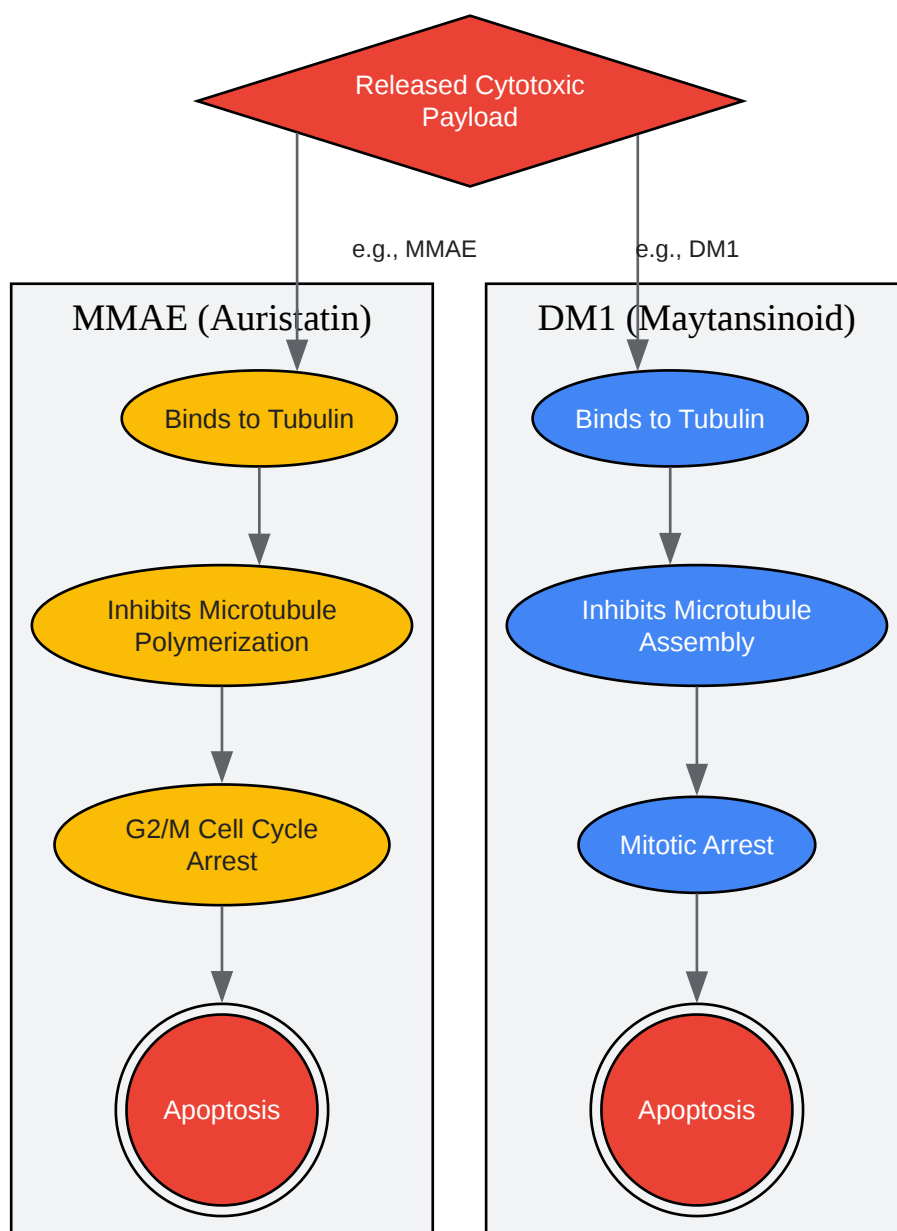 Released Cytotoxic
Payload
e.g., MMAE
e.g., DM1
MMAE (Auristatin)
DM1 (Maytansinoid)
Binds to Tubulin
Binds to Tubulin
Inhibits Microtubule
Polymerization
Inhibits Microtubule
Assembly
G2/M Cell Cycle
Arrest
Mitotic Arrest
Apoptosis
Apoptosis